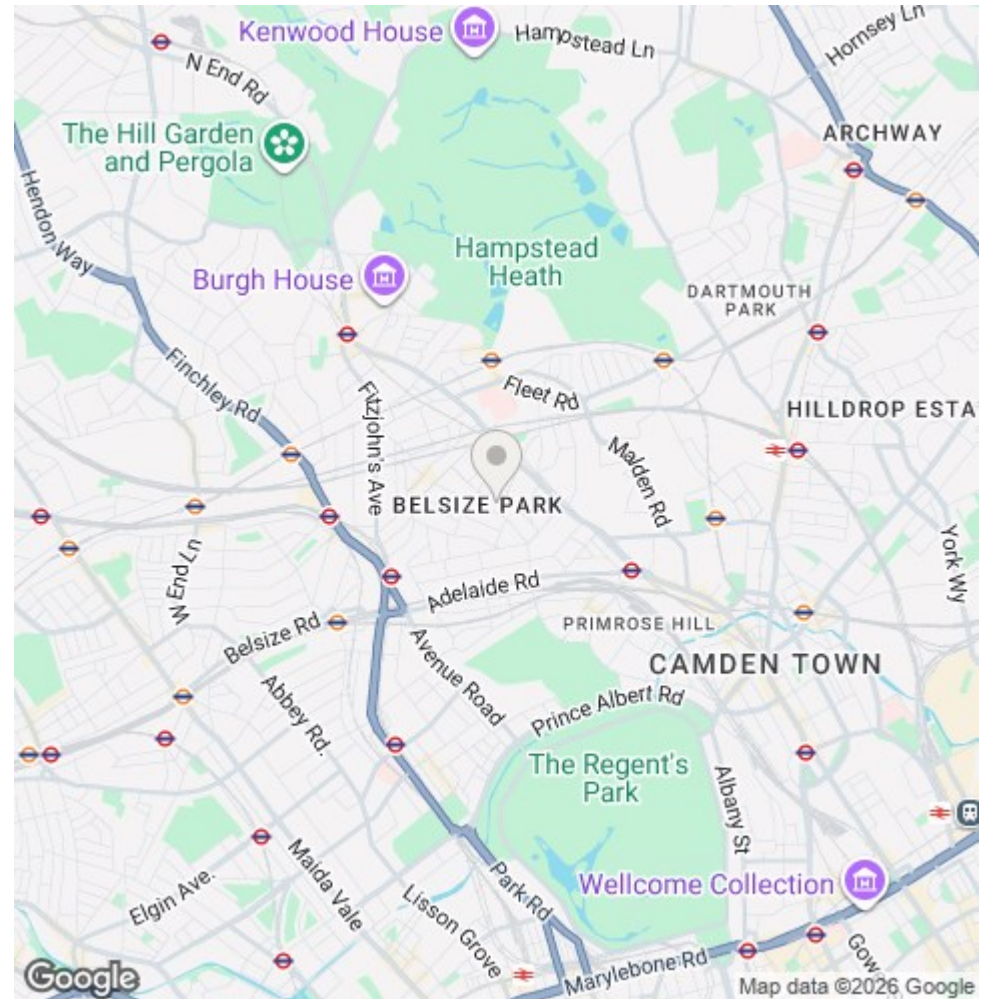 Kenwood House
Hampstead Ln
Hornsey Ln
N End Rd
The Hill Garden
and Pergola
ARCHWAY
Hendon Way
Hampstead
Heath
Burgh House
DARTMOUTH
PARK
Finchley Rd
Fitzjohn's Ave
Fleet Rd
HILLDROP ESTA
Malden Rd
BELSIZE PARK
York Wy
W End Ln
Adelaide Rd
Belsize Rd
PRIMROSE HILL
Avenue Road
CAMDEN TOWN
Abbey Rd.
Prince Albert Rd
The Regent's
Park
Albany St
Maida Vale
Elgin Ave.
Park Rd
Wellcome Collection
Lisson Grove
Gow
Marylebone Rd
Google
Map data ©2026 Google